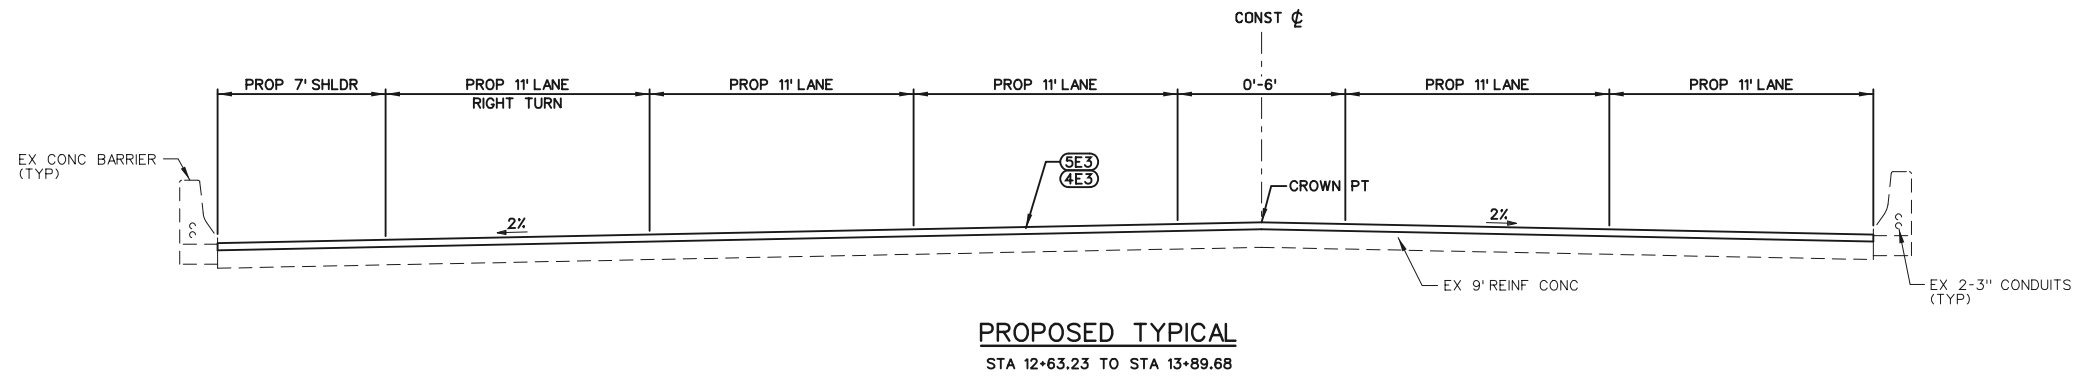 CONST ℄
PROP 7' SHLDR
PROP 11' LANE
RIGHT TURN
PROP 11' LANE
PROP 11' LANE
0'-6'
PROP 11' LANE
PROP 11' LANE
EX CONC BARRIER
(TYP)
5E3
4E3
CROWN PT
2%
2%
EX 9' REINF CONC
EX 2-3" CONDUITS
(TYP)
PROPOSED TYPICAL
STA 12+63.23 TO STA 13+89.68